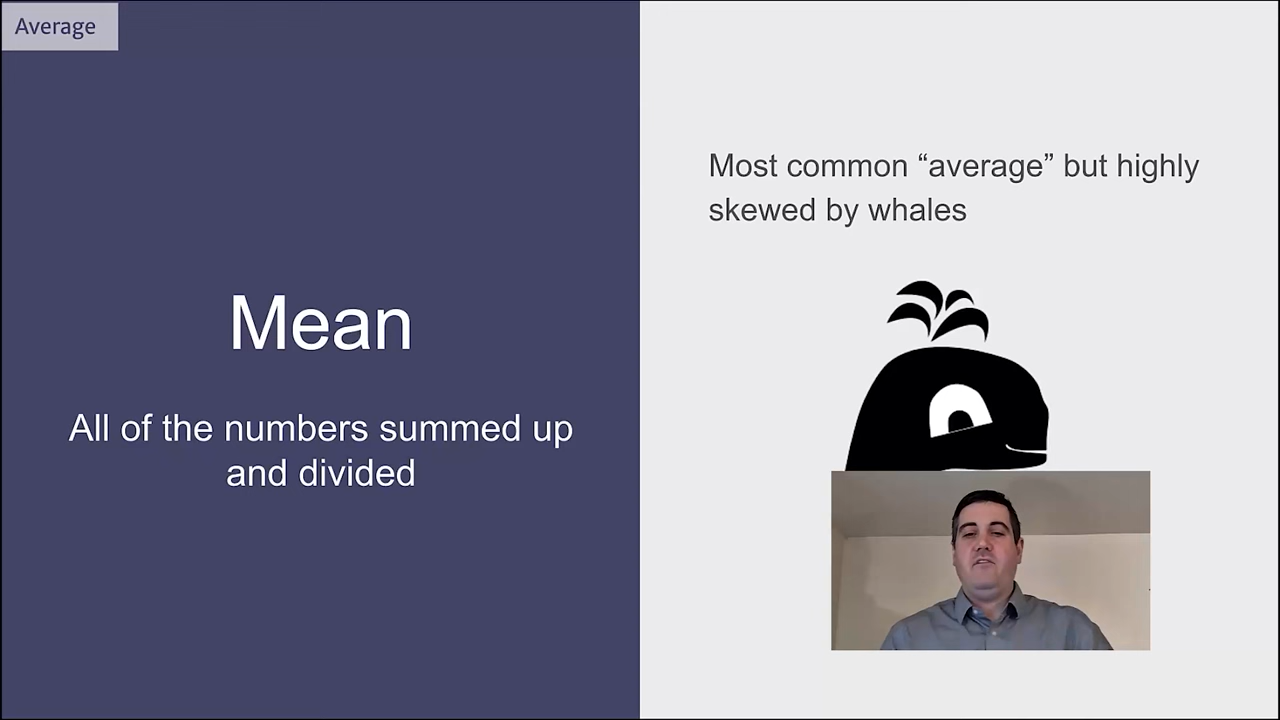 Average
Mean
All of the numbers summed up
and divided
Most common “average” but highly
skewed by whales